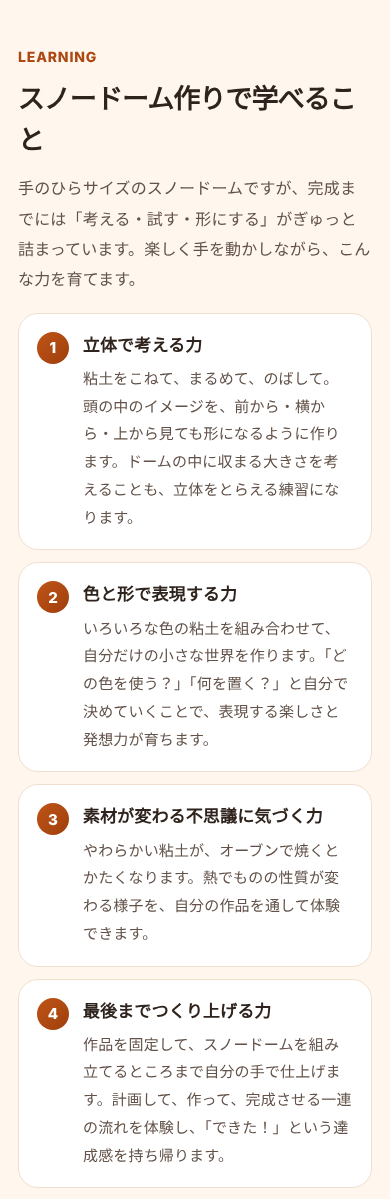 LEARNING
スノードーム作りで学べるこ
と
手のひらサイズのスノードームですが、完成ま
でには「考える・試す・形にする」がぎゅっと
詰まっています。楽しく手を動かしながら、こん
な力を育てます。
1 立体で考える力
粘土をこねて、まるめて、のばして。
頭の中のイメージを、前から・横か
ら・上から見ても形になるように作り
ます。ドームの中に収まる大きさを考
えることも、立体をとらえる練習にな
ります。
2 色と形で表現する力
いろいろな色の粘土を組み合わせて、
自分だけの小さな世界を作ります。「ど
の色を使う？」「何を置く？」と自分で
決めていくことで、表現する楽しさと
発想力が育ちます。
3 素材が変わる不思議に気づく力
やわらかい粘土が、オーブンで焼くと
かたくなります。熱でものの性質が変
わる様子を、自分の作品を通して体験
できます。
4 最後までつくり上げる力
作品を固定して、スノードームを組み
立てるところまで自分の手で仕上げま
す。計画して、作って、完成させる一連
の流れを体験し、「できた！」という達
成感を持ち帰ります。